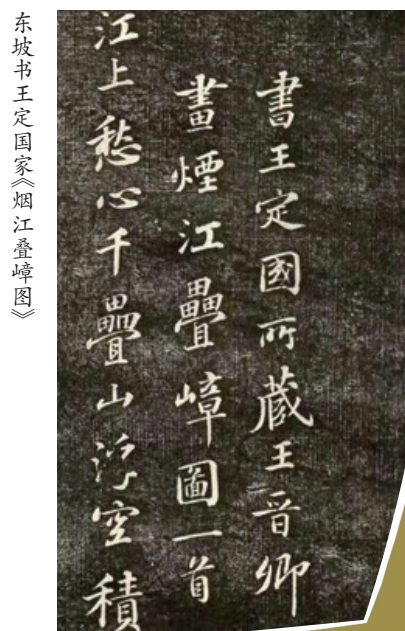 东坡书王定国家《烟江叠嶂图》
書王定國所藏王晉卿
畫煙江疊嶂圖一首
江上愁心千疊山浮空積